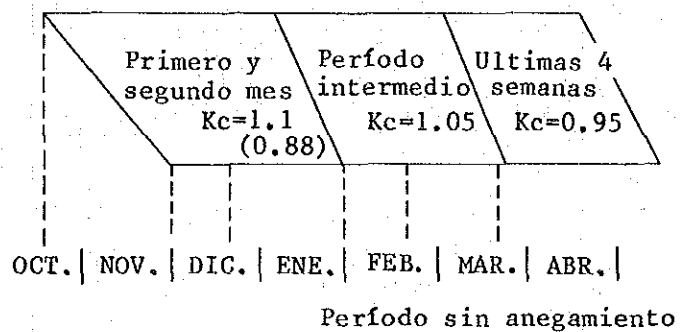 Primero y
segundo mes
Kc=1.1
(0.88)
Período
intermedio
Kc=1.05
Ultimas 4
semanas
Kc=0.95
OCT. NOV. DIC. ENE. FEB. MAR. ABR.
Período sin anegamiento